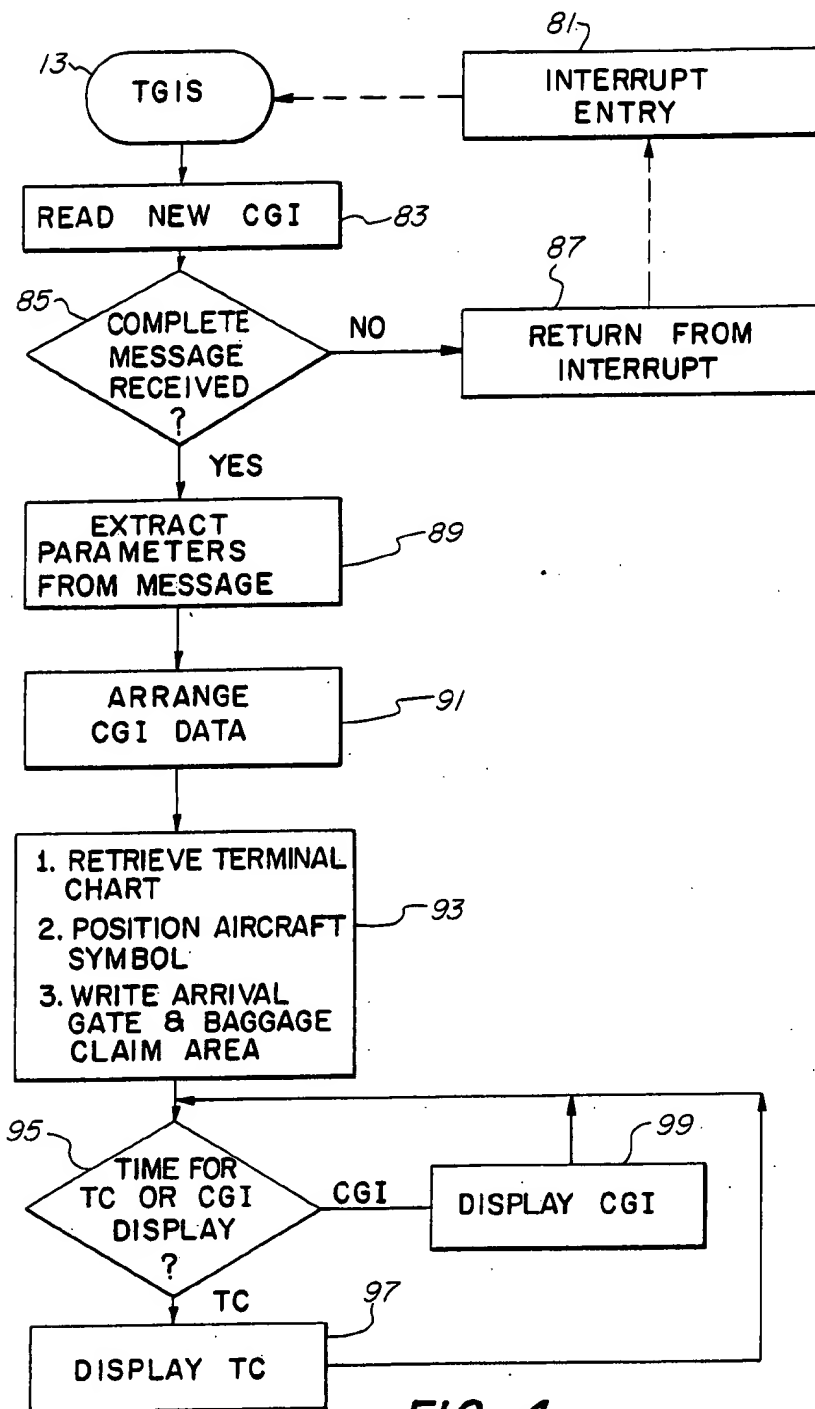 13
TGIS
81
INTERRUPT
ENTRY
READ NEW CGI
83
85
COMPLETE
MESSAGE
RECEIVED
?
NO
87
RETURN FROM
INTERRUPT
YES
EXTRACT
PARAMETERS
FROM MESSAGE
89
ARRANGE
CGI DATA
91
1. RETRIEVE TERMINAL
CHART
2. POSITION AIRCRAFT
SYMBOL
3. WRITE ARRIVAL
GATE & BAGGAGE
CLAIM AREA
93
95
TIME FOR
TC OR CGI
DISPLAY
?
CGI
99
DISPLAY CGI
TC
97
DISPLAY TC